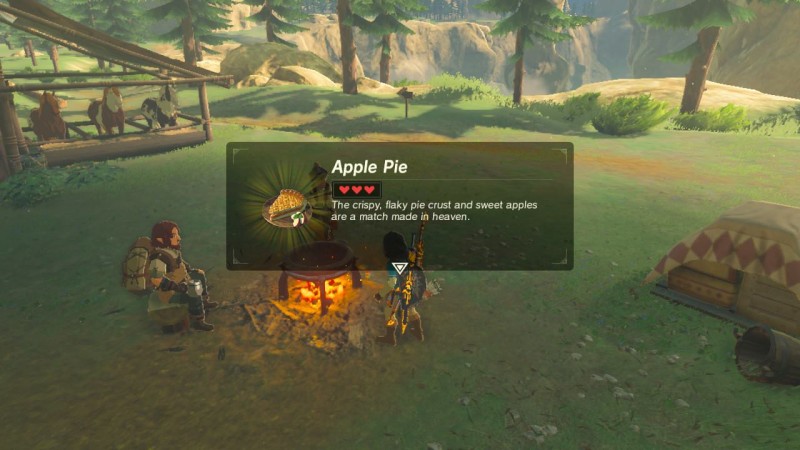 Apple Pie
The crispy, flaky pie crust and sweet apples
are a match made in heaven.